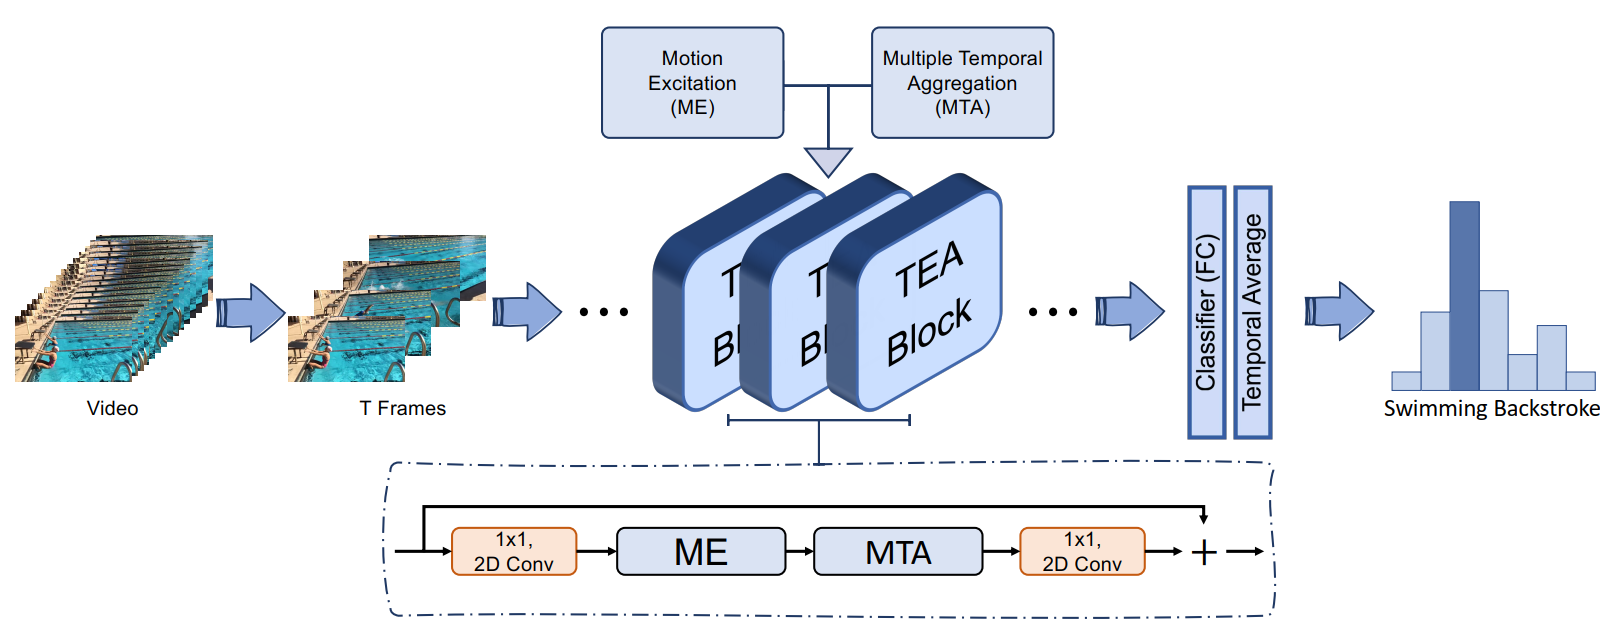 Motion
Excitation
(ME)
Multiple Temporal
Aggregation
(MTA)
Video
T Frames
T
Bl
T
Bl
TEA
Block
Classifier (FC)
Temporal Average
Swimming Backstroke
1x1,
2D Conv
ME
MTA
1x1,
2D Conv
+